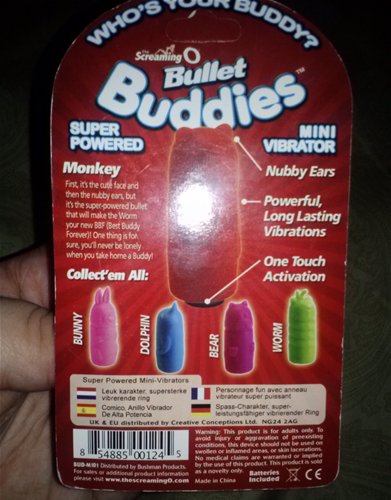 WHO'S YOUR BUDDY?
The Screaming O
Bullet
Buddies™
SUPER POWERED
MINI VIBRATOR
Monkey
First, it's the cute face and
then the nubby ears, but
it's the super-powered bullet
that will make the Worm
your new BBF (Best Buddy
Forever)! One thing is for
sure, you'll never be lonely
when you take home a Buddy!
Nubby Ears
Powerful,
Long Lasting
Vibrations
One Touch
Activation
Collect'em All:
BUNNY
DOLPHIN
BEAR
WORM
Super Powered Mini-Vibrators
Batteries
Included
Made in China
Leuk karakter, supersterke
vibrerende ring
Personnage fun avec anneau
vibrateur super puissant
Comico, Anillo Vibrador
De Alta Potencia
Spass-Charakter, super-
leistungsfähiger vibrierender Ring
UK & EU distributed by Creative Conceptions Ltd. NG24 2AG
8 54885 00124 5
BUD-M101 Distributed by Bushman Products.
For sales or additional product information
contact: www.thescreamingO.com
Warning: This product is for adults only. To
avoid injury or aggravation of preexisting
conditions, this device should not be used on
swollen or inflamed areas, or skin lacerations.
No medical claims are warranted or implied
by the use of this product. This product is sold
as a novelty only.